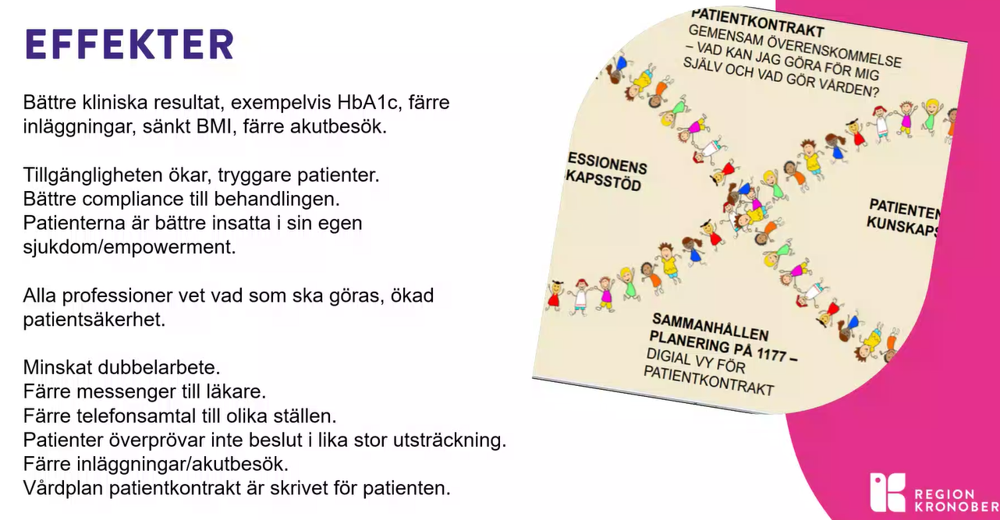 EFFEKTER
Bättre kliniska resultat, exempelvis HbA1c, färre
inläggningar, sänkt BMI, färre akutbesök.
Tillgängligheten ökar, tryggare patienter.
Bättre compliance till behandlingen.
Patienterna är bättre insatta i sin egen
sjukdom/empowerment.
Alla professioner vet vad som ska göras, ökad
patientsäkerhet.
Minskat dubbelarbete.
Färre messenger till läkare.
Färre telefonsamtal till olika ställen.
Patienter överprövar inte beslut i lika stor utsträckning.
Färre inläggningar/akutbesök.
Vårdplan patientkontrakt är skrivet för patienten.
PATIENTKONTRAKT
GEMENSAM ÖVERENSKOMMELSE
– VAD KAN JAG GÖRA FÖR MIG
SJÄLV OCH VAD GÖR VÅRDEN?
ESSIONENS
KAPSSTÖD
PATIENTEN
KUNSKAPS
SAMMANHÅLLEN
PLANERING PÅ 1177 –
DIGIAL VY FÖR
PATIENTKONTRAKT
REGION
KRONOBER